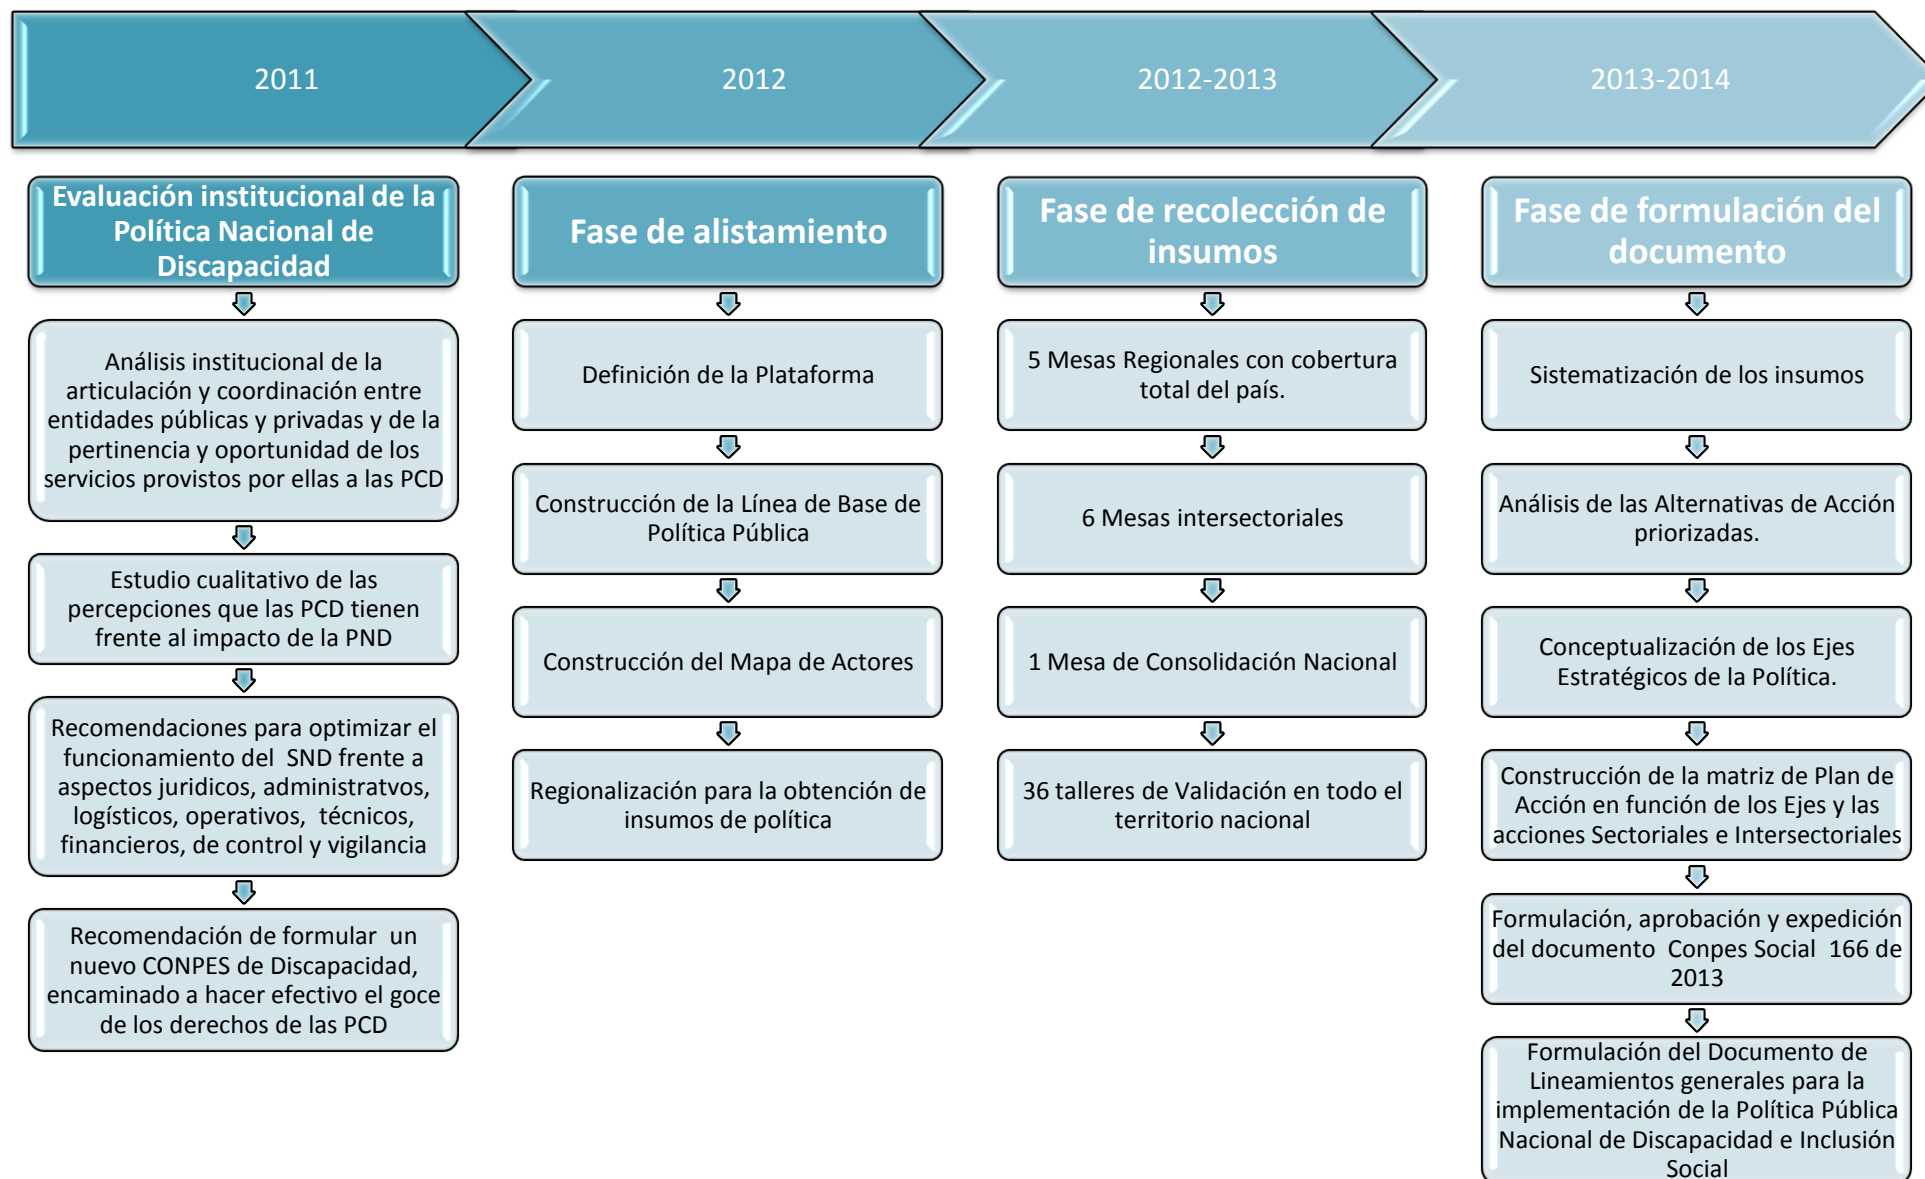 2011
2012
2012-2013
2013-2014
Evaluación institucional de la
Política Nacional de
Discapacidad
Análisis institucional de la
articulación y coordinación entre
entidades públicas y privadas y de la
pertinencia y oportunidad de los
servicios provistos por ellas a las PCD
Estudio cualitativo de las
percepciones que las PCD tienen
frente al impacto de la PND
Recomendaciones para optimizar el
funcionamiento del SND frente a
aspectos juridicos, administratvos,
logísticos, operativos, técnicos,
financieros, de control y vigilancia
Recomendación de formular un
nuevo CONPES de Discapacidad,
encaminado a hacer efectivo el goce
de los derechos de las PCD
Fase de alistamiento
Definición de la Plataforma
Construcción de la Línea de Base de
Política Pública
Construcción del Mapa de Actores
Regionalización para la obtención de
insumos de política
Fase de recolección de
insumos
5 Mesas Regionales con cobertura
total del país.
6 Mesas intersectoriales
1 Mesa de Consolidación Nacional
36 talleres de Validación en todo el
territorio nacional
Fase de formulación del
documento
Sistematización de los insumos
Análisis de las Alternativas de Acción
priorizadas.
Conceptualización de los Ejes
Estratégicos de la Política.
Construcción de la matriz de Plan de
Acción en función de los Ejes y las
acciones Sectoriales e Intersectoriales
Formulación, aprobación y expedición
del documento Conpes Social 166 de
2013
Formulación del Documento de
Lineamientos generales para la
implementación de la Política Pública
Nacional de Discapacidad e Inclusión
Social